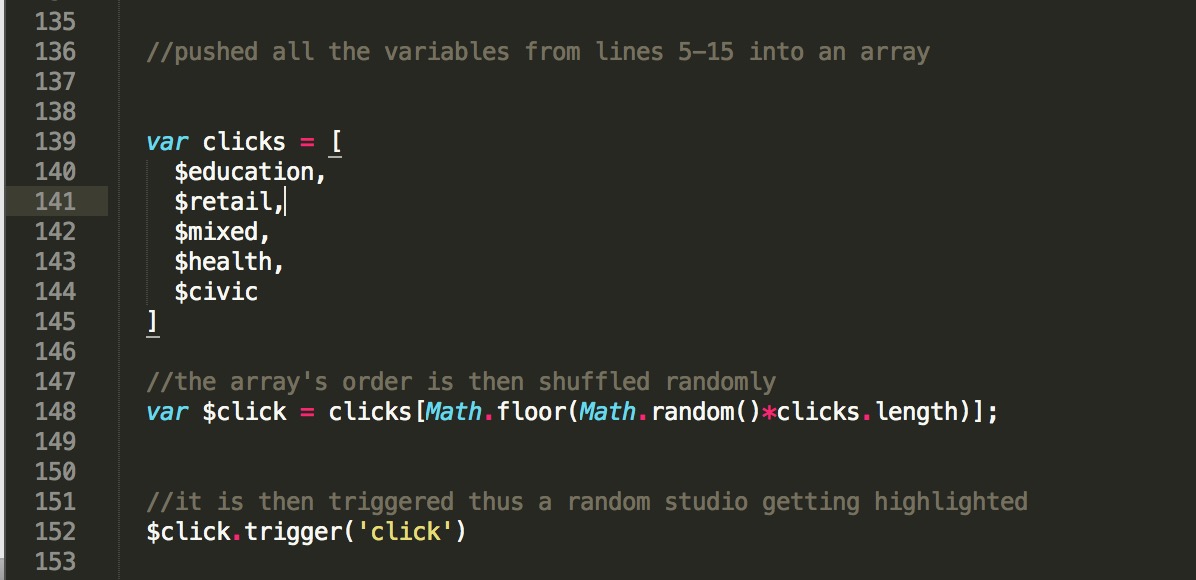 135
136 //pushed all the variables from lines 5-15 into an array
137
138
139 var clicks = [
140 $education,
141 $retail,
142 $mixed,
143 $health,
144 $civic
145 ]
146
147 //the array's order is then shuffled randomly
148 var $click = clicks[Math.floor(Math.random()*clicks.length)];
149
150
151 //it is then triggered thus a random studio getting highlighted
152 $click.trigger('click')
153